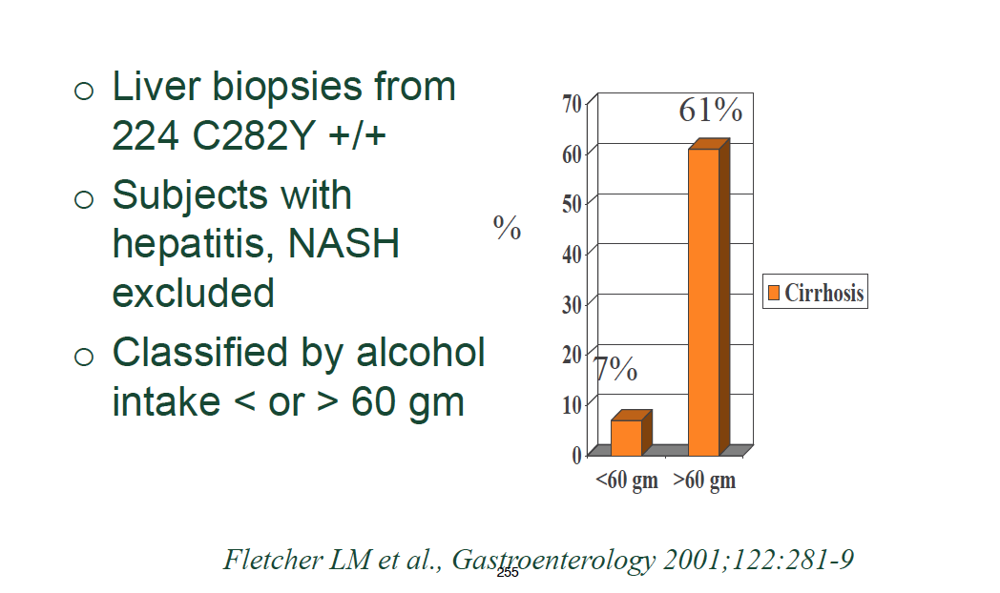 ○ Liver biopsies from
224 C282Y +/+
○ Subjects with
hepatitis, NASH
excluded
○ Classified by alcohol
intake < or > 60 gm
%
70
60
50
40
30
20
10
0
61%
7%
<60 gm >60 gm
Cirrhosis
Fletcher LM et al., Gastroenterology 2001;122:281-9
255